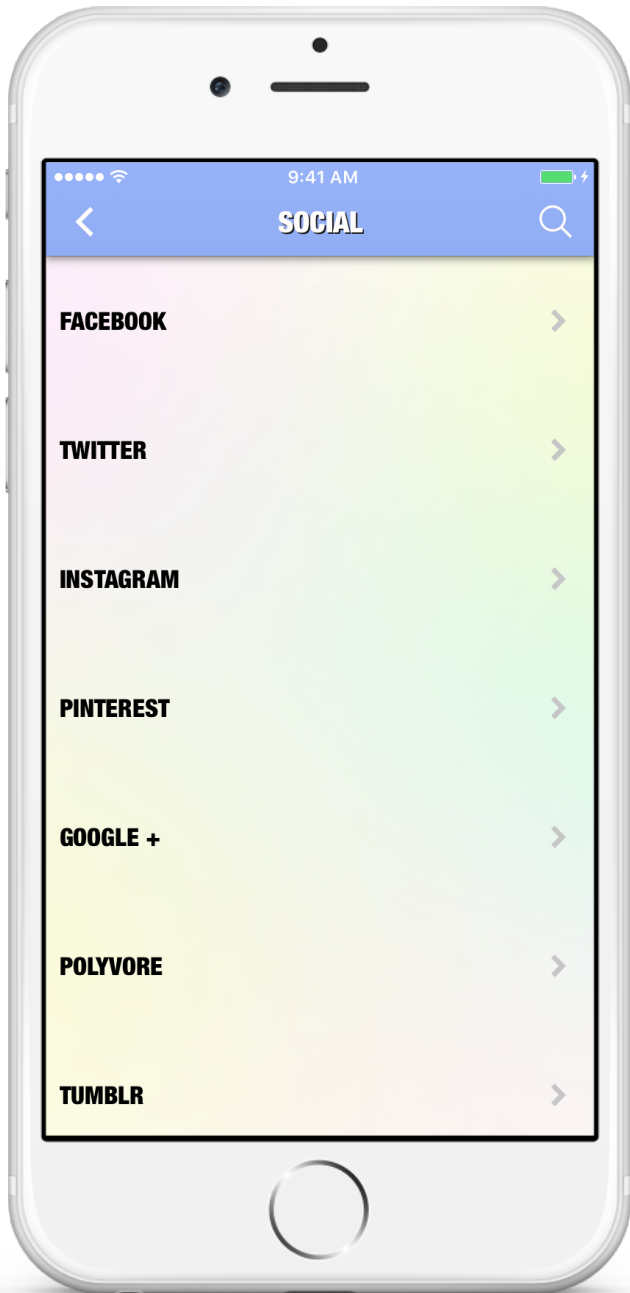 9:41 AM
SOCIAL
FACEBOOK
TWITTER
INSTAGRAM
PINTEREST
GOOGLE +
POLYVORE
TUMBLR